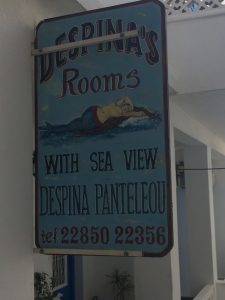 DESPINA'S
Rooms
WITH SEA VIEW
DESPINA PANTELEOU
tel 22850 22356